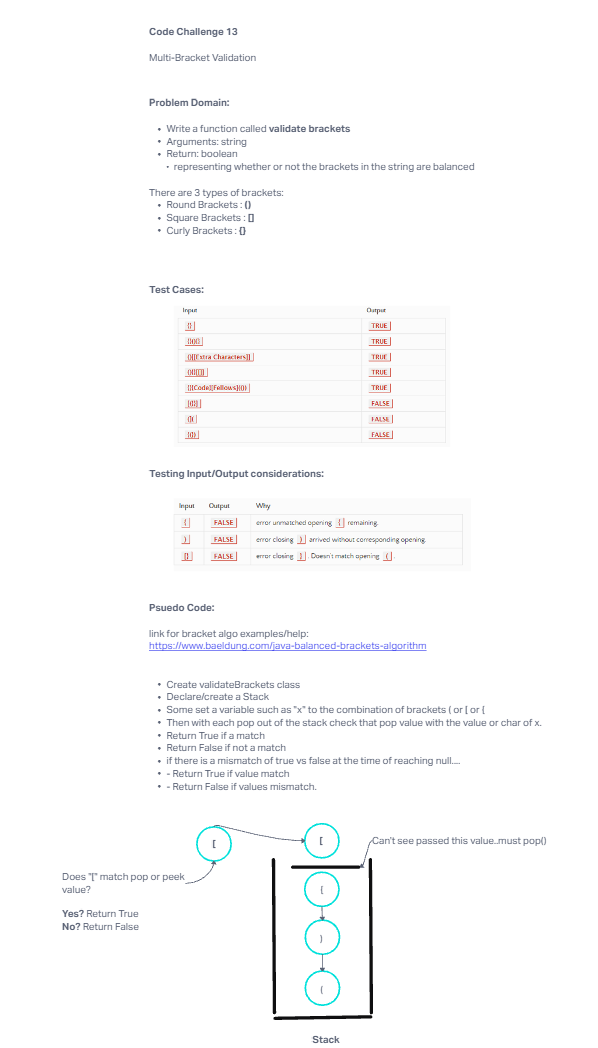 Code Challenge 13
Multi-Bracket Validation
Problem Domain:
• Write a function called validate brackets
• Arguments: string
• Return: boolean
• representing whether or not the brackets in the string are balanced
There are 3 types of brackets:
• Round Brackets : ()
• Square Brackets : []
• Curly Brackets : {}
Test Cases:
Input Output
{} TRUE
TRUE
()[[Extra Characters]] TRUE
TRUE
{}{Code}[Fellows](()) TRUE
FALSE
FALSE
FALSE
Testing Input/Output considerations:
Input Output Why
{ FALSE error unmatched opening { remaining.
) FALSE error closing ) arrived without corresponding opening.
[} FALSE error closing } . Doesn't match opening .
Psuedo Code:
link for bracket algo examples/help:
https://www.baeldung.com/java-balanced-brackets-algorithm
• Create validateBrackets class
• Declare/create a Stack
• Some set a variable such as "x" to the combination of brackets ( or [ or {
• Then with each pop out of the stack check that pop value with the value or char of x.
• Return True if a match
• Return False if not a match
• if there is a mismatch of true vs false at the time of reaching null....
• - Return True if value match
• - Return False if values mismatch.
[ [
Can't see passed this value..must pop()
Does "[" match pop or peek
value?
Yes? Return True
No? Return False
{
}
(
Stack